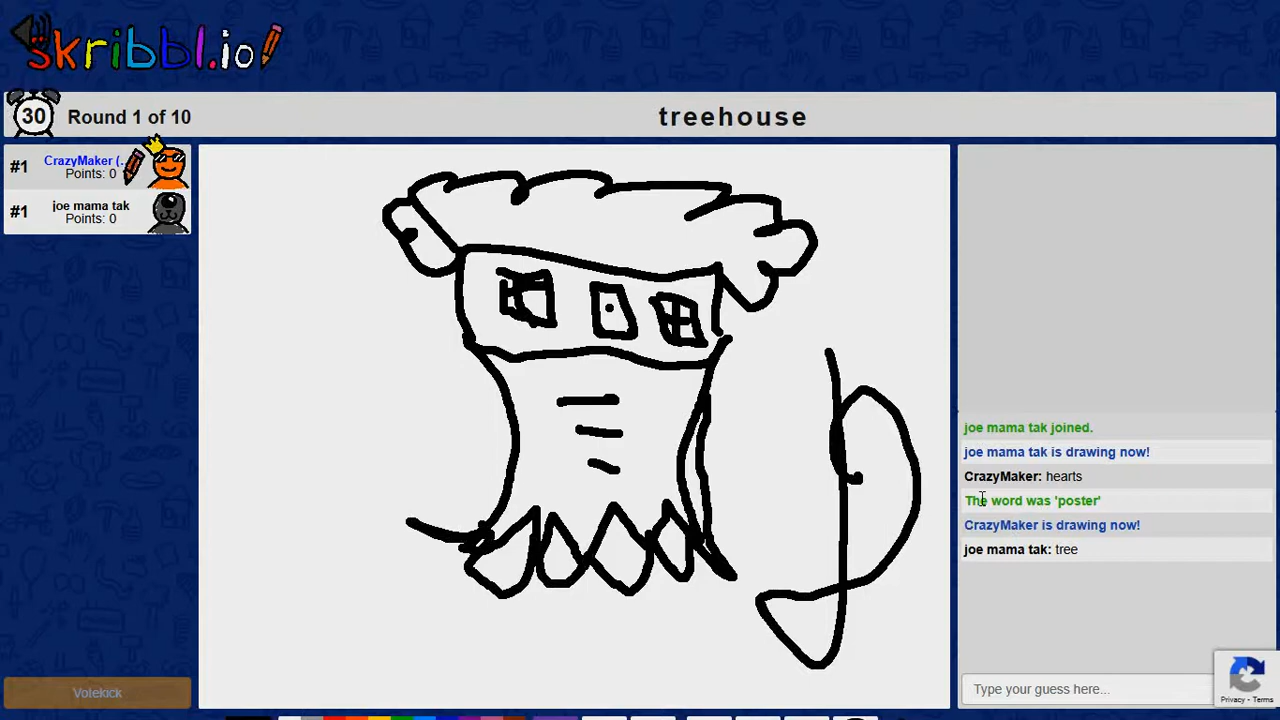 skribbl.io
30
Round 1 of 10
treehouse
#1
CrazyMaker (..
Points: 0
#1
joe mama tak
Points: 0
joe mama tak joined.
joe mama tak is drawing now!
CrazyMaker: hearts
The word was 'poster'
CrazyMaker is drawing now!
joe mama tak: tree
Votekick
Type your guess here...
Privacy - Terms